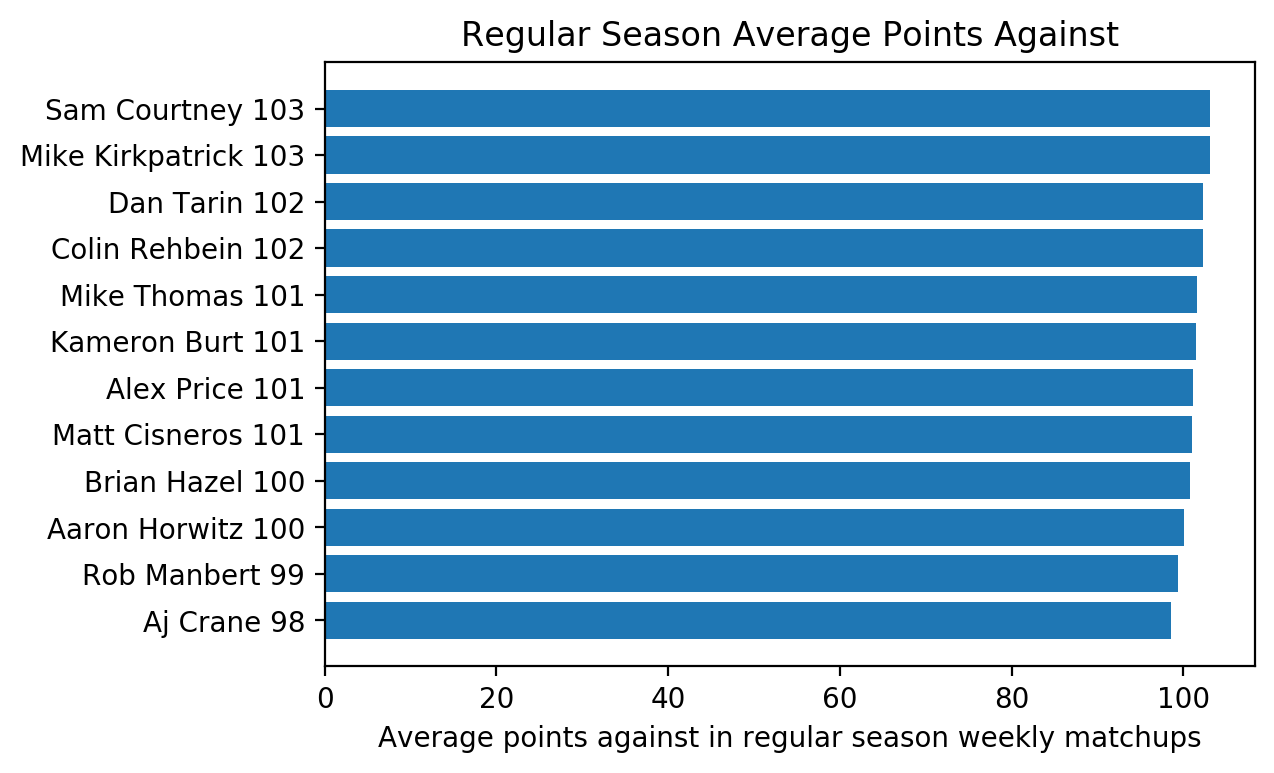 Regular Season Average Points Against
Sam Courtney 103
Mike Kirkpatrick 103
Dan Tarin 102
Colin Rehbein 102
Mike Thomas 101
Kameron Burt 101
Alex Price 101
Matt Cisneros 101
Brian Hazel 100
Aaron Horwitz 100
Rob Manbert 99
Aj Crane 98
0 20 40 60 80 100
Average points against in regular season weekly matchups